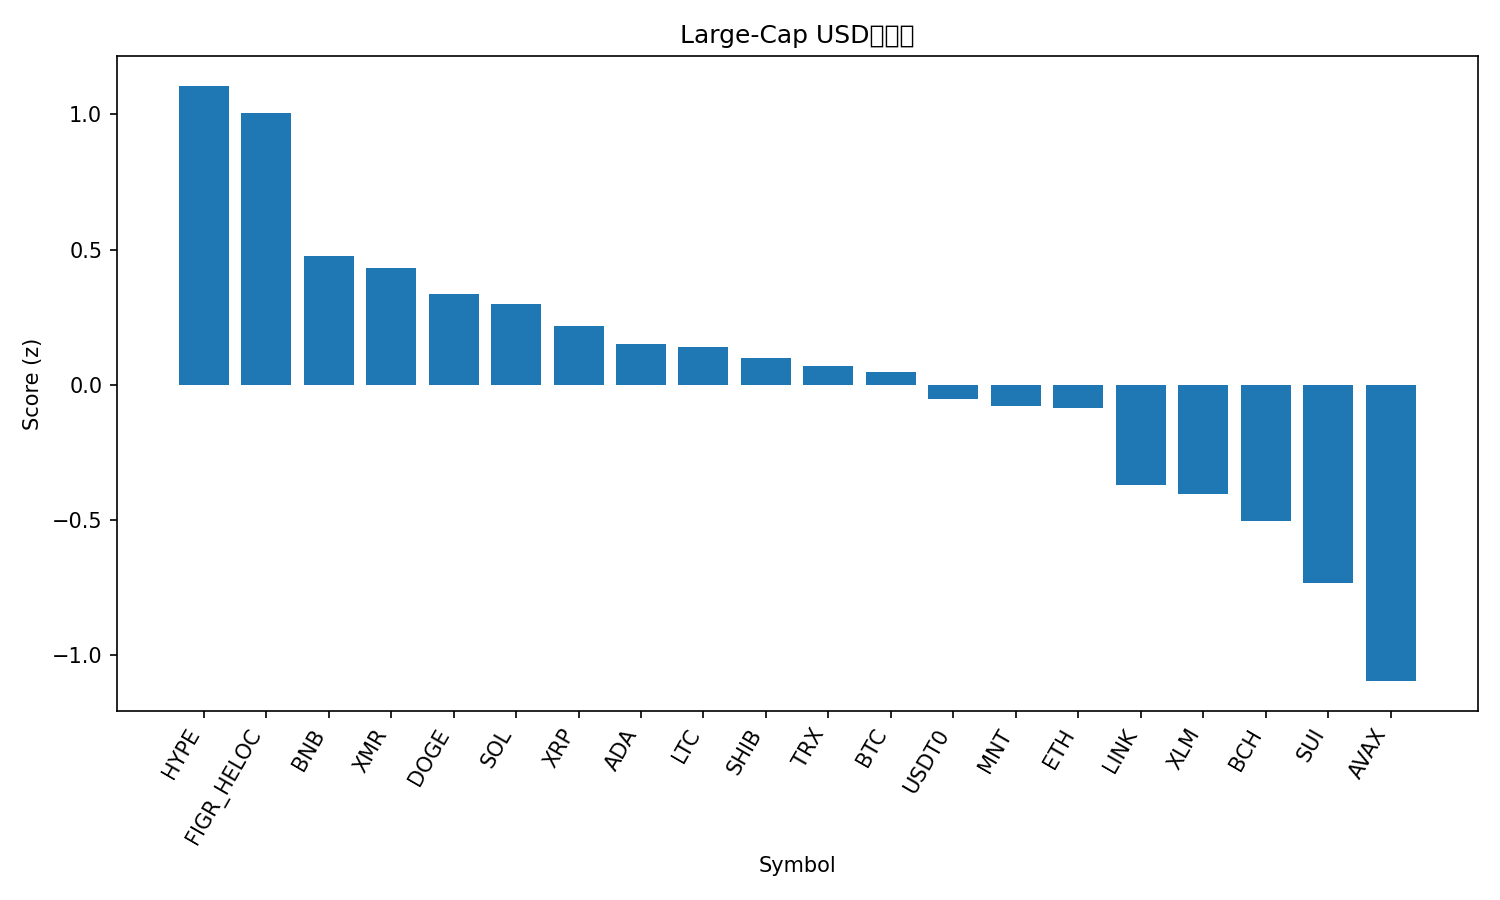 Large-Cap USD
1.0
0.5
0.0
−0.5
−1.0
Score (z)
HYPE
FIGR_HELOC
BNB
XMR
DOGE
SOL
XRP
ADA
LTC
SHIB
TRX
BTC
USDT0
MNT
ETH
LINK
XLM
BCH
SUI
AVAX
Symbol